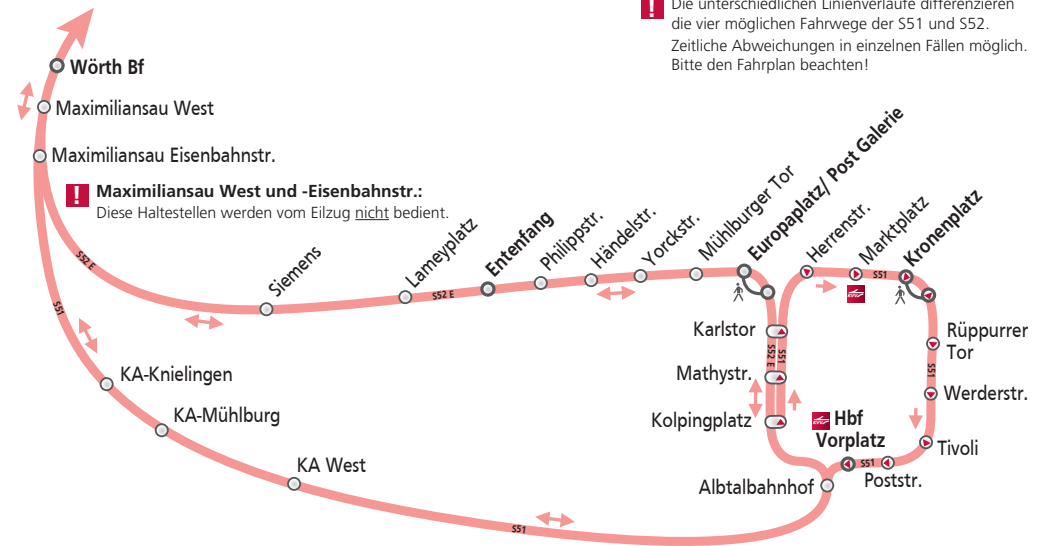 !
Die unterschiedlichen Linienverläufe differenzieren
die vier möglichen Fahrwege der S51 und S52.
Zeitliche Abweichungen in einzelnen Fällen möglich.
Bitte den Fahrplan beachten!
Wörth Bf
Maximiliansau West
Maximiliansau Eisenbahnstr.
!
Maximiliansau West und -Eisenbahnstr.:
Diese Haltestellen werden vom Eilzug nicht bedient.
S52 E
S51
Siemens
Lameyplatz
S52 E
Entenfang
Philippstr.
Händelstr.
Yorckstr.
Mühlburger Tor
Europaplatz/ Post Galerie
Herrenstr.
Marktplatz
S51
Kronenplatz
Karlstor
S52 E
S51
Mathystr.
Kolpingplatz
Rüppurrer
Tor
S51
Werderstr.
Tivoli
Hbf
Vorplatz
S51
Poststr.
Albtalbahnhof
KA-Knielingen
KA-Mühlburg
KA West
S51